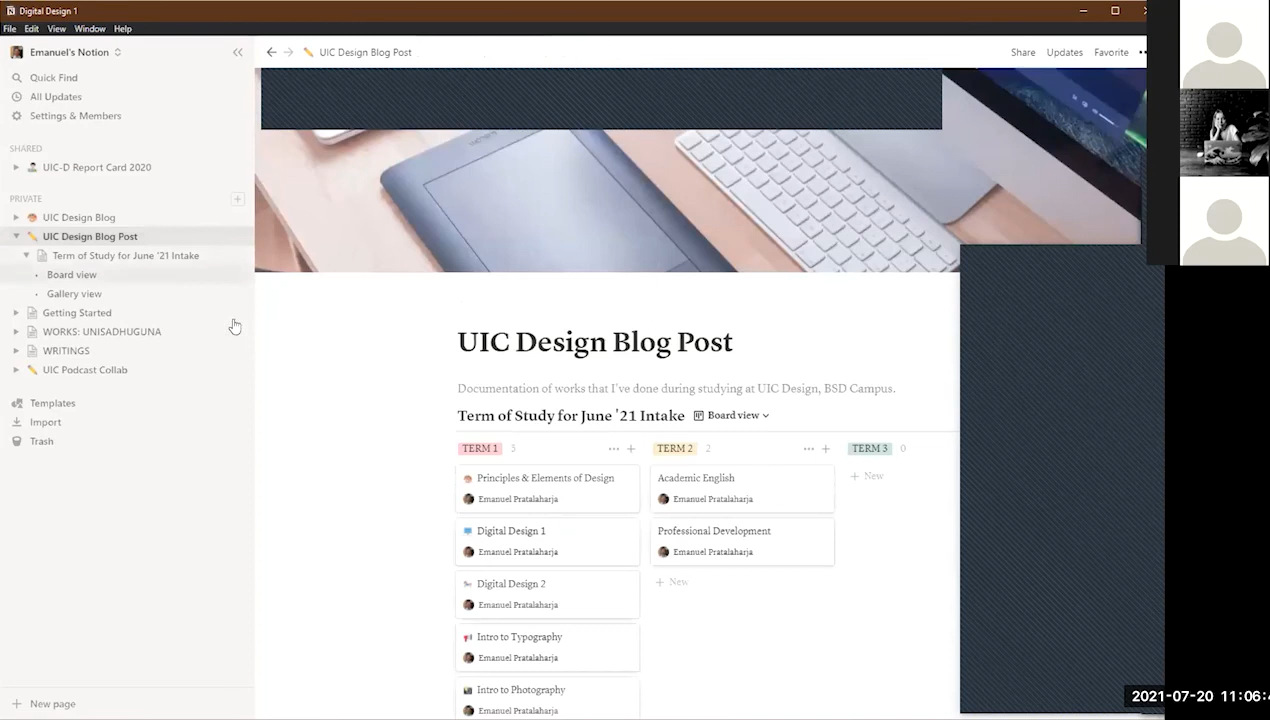 Digital Design 1
File Edit View Window Help
Emanuel's Notion
UIC Design Blog Post
Share Updates Favorite
Quick Find
All Updates
Settings & Members
SHARED
UIC-D Report Card 2020
PRIVATE
UIC Design Blog
UIC Design Blog Post
Term of Study for June '21 Intake
Board view
Gallery view
Getting Started
WORKS: UNISADHUGUNA
WRITINGS
UIC Podcast Collab
Templates
Import
Trash
New page
UIC Design Blog Post
Documentation of works that I've done during studying at UIC Design, BSD Campus.
Term of Study for June '21 Intake Board view
TERM 1 5
Principles & Elements of Design
Emanuel Pratalaharja
Digital Design 1
Emanuel Pratalaharja
Digital Design 2
Emanuel Pratalaharja
Intro to Typography
Emanuel Pratalaharja
Intro to Photography
Emanuel Pratalaharja
TERM 2 2
Academic English
Emanuel Pratalaharja
Professional Development
Emanuel Pratalaharja
+ New
TERM 3 0
+ New
2021-07-20 11:06: